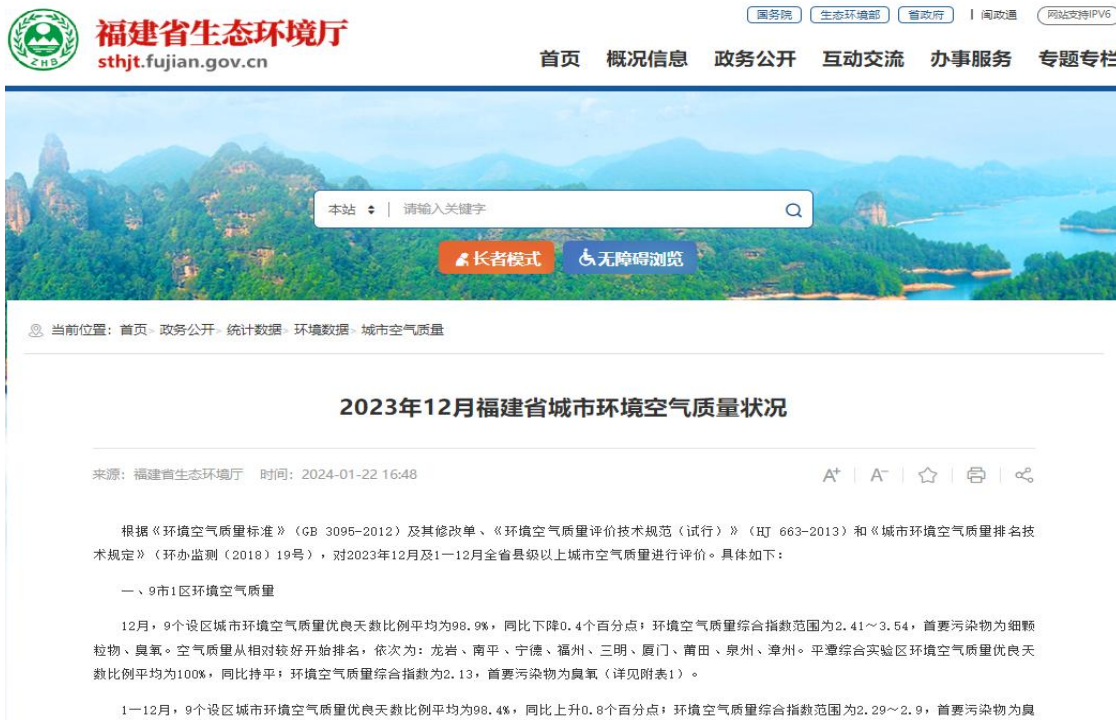 国务院 生态环境部 省政府 | 闽政通 网站支持IPV6
ZHB
福建省生态环境厅
sthjt.fujian.gov.cn
首页 概况信息 政务公开 互动交流 办事服务 专题专栏
本站 请输入关键字
长者模式 无障碍浏览
当前位置：首页> 政务公开> 统计数据> 环境数据> 城市空气质量
2023年12月福建省城市环境空气质量状况
来源：福建省生态环境厅 时间：2024-01-22 16:48 A+ | A- | | |
根据《环境空气质量标准》（GB 3095-2012）及其修改单、《环境空气质量评价技术规范（试行）》（HJ 663-2013）和《城市环境空气质量排名技
术规定》（环办监测（2018）19号），对2023年12月及1—12月全省县级以上城市空气质量进行评价。具体如下：
一、9市1区环境空气质量
12月，9个设区城市环境空气质量优良天数比例平均为98.9%，同比下降0.4个百分点；环境空气质量综合指数范围为2.41～3.54，首要污染物为细颗
粒物、臭氧。空气质量从相对较好开始排名，依次为：龙岩、南平、宁德、福州、三明、厦门、莆田、泉州、漳州。平潭综合实验区环境空气质量优良天
数比例平均为100%，同比持平；环境空气质量综合指数为2.13，首要污染物为臭氧（详见附表1）。
1—12月，9个设区城市环境空气质量优良天数比例平均为98.4%，同比上升0.8个百分点；环境空气质量综合指数范围为2.29～2.9，首要污染物为臭